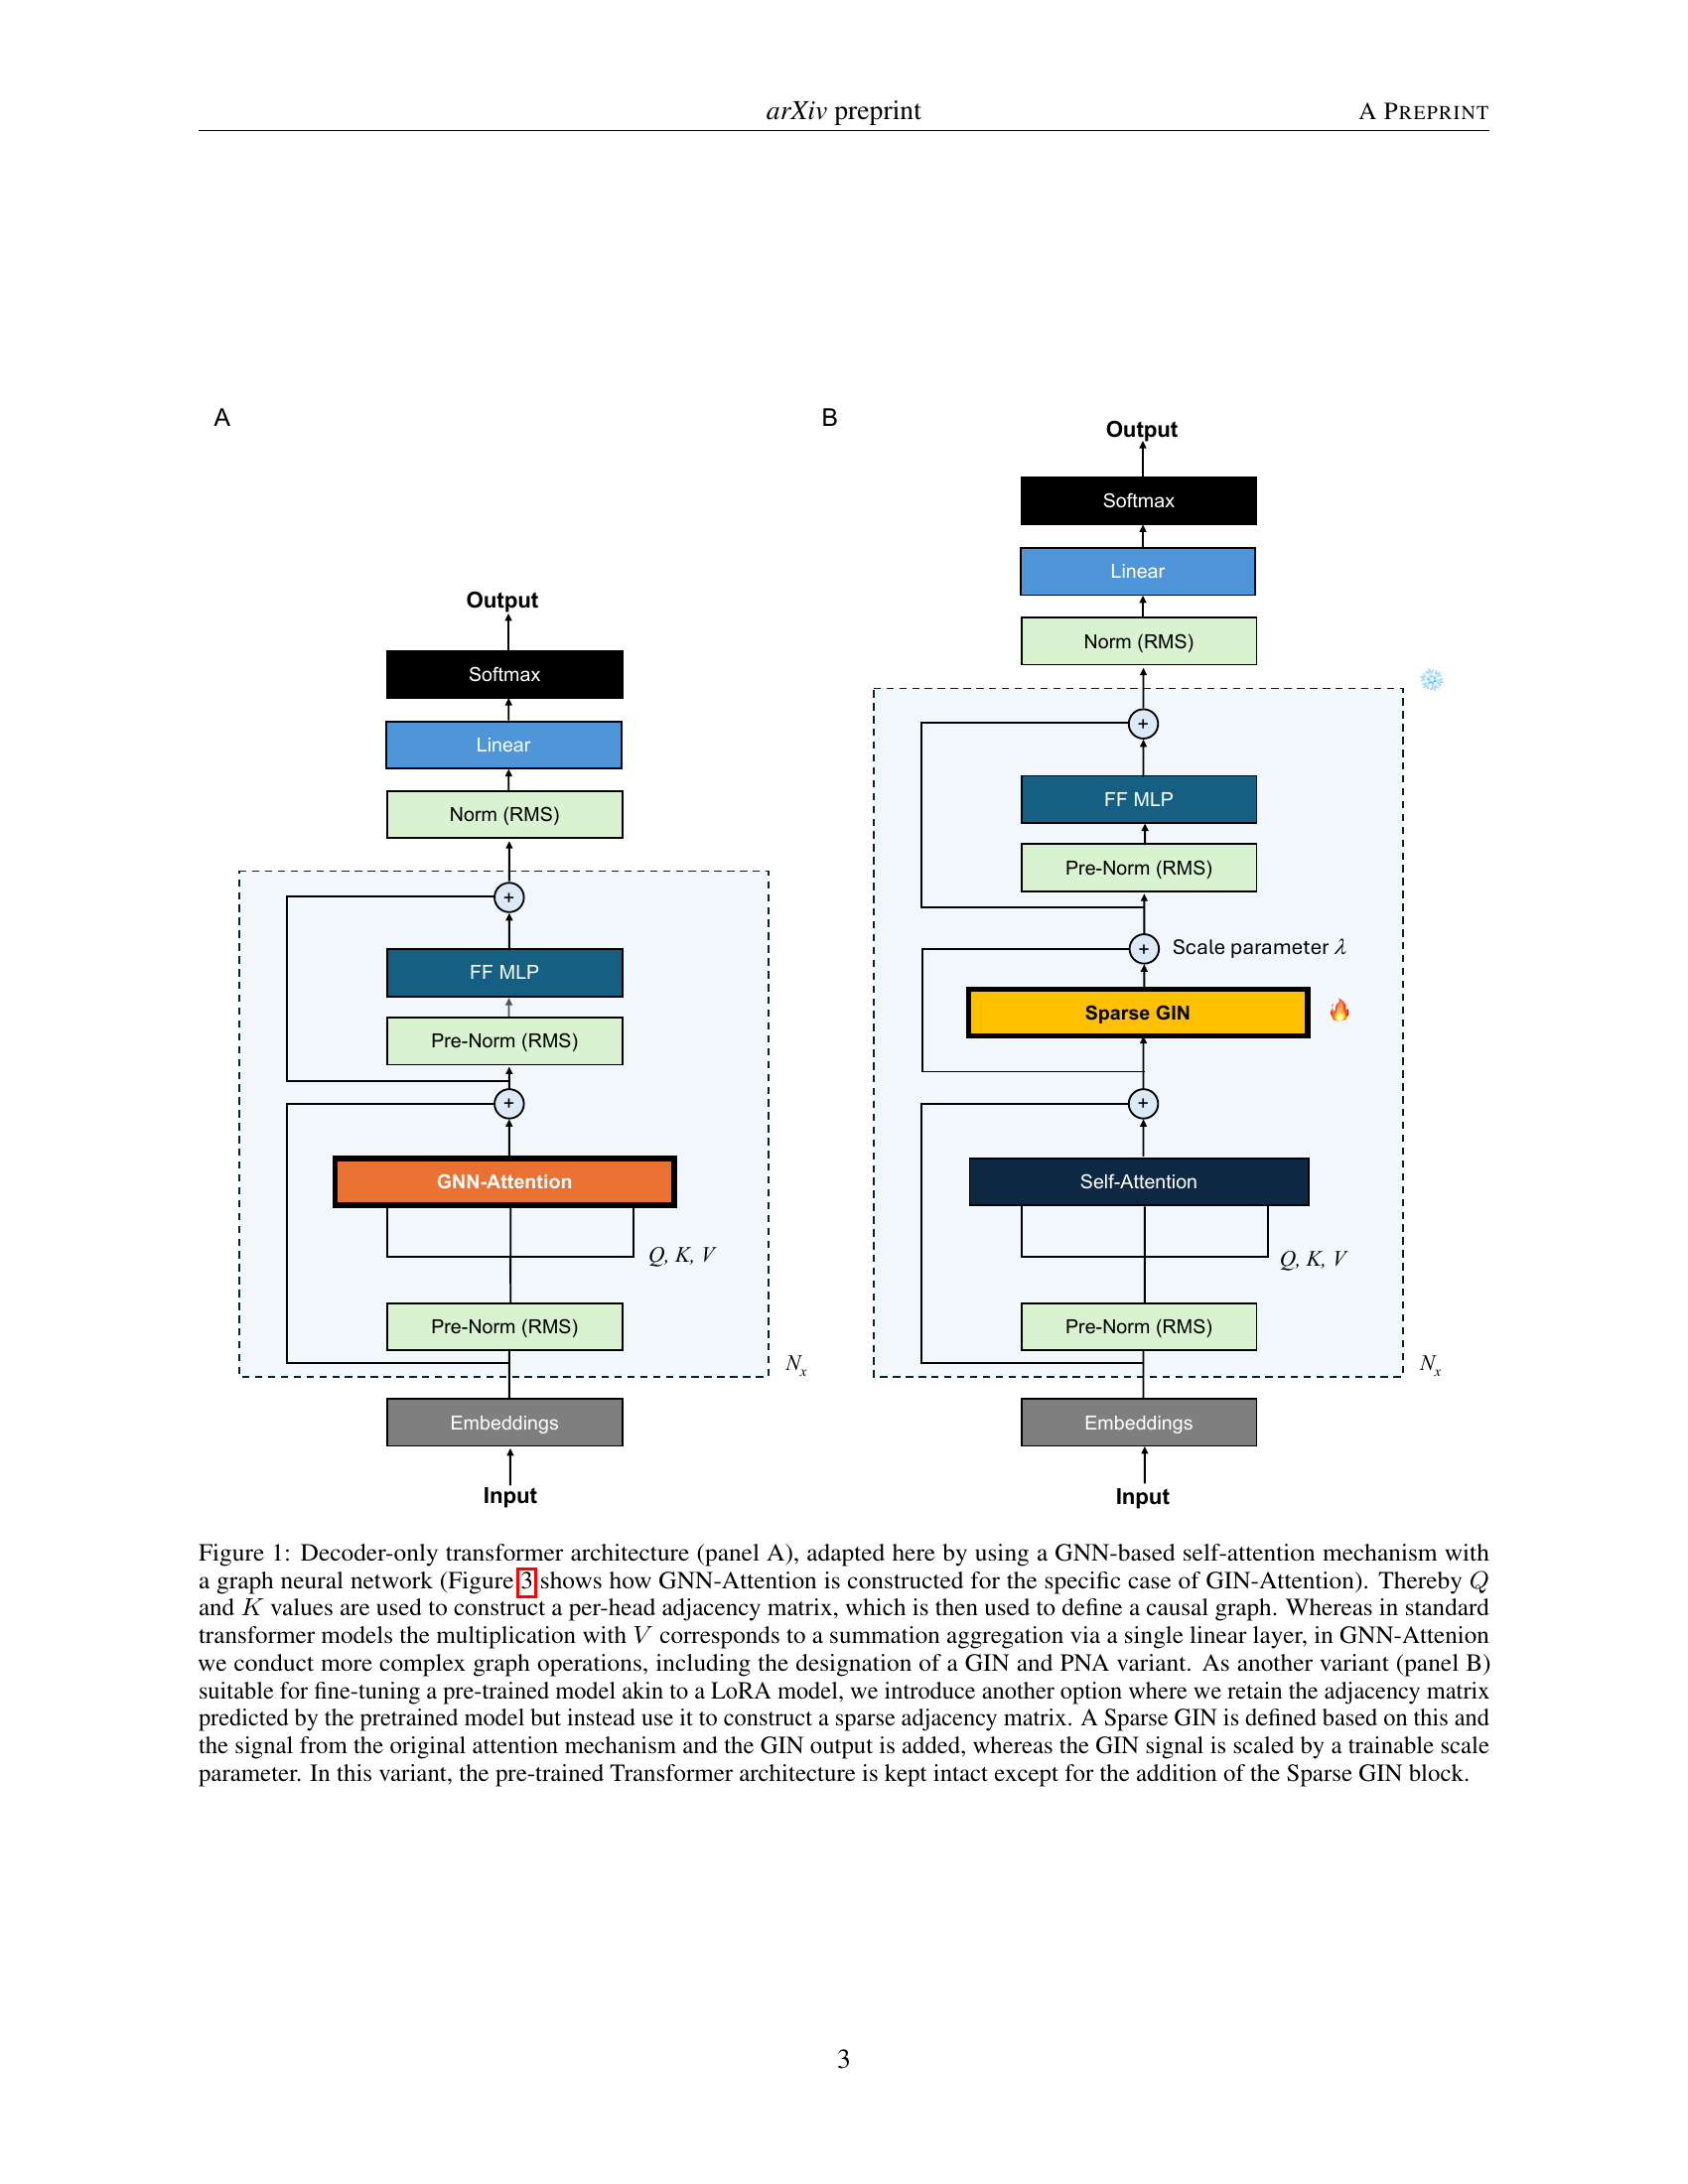 arXiv preprint
A PREPRINT
A
Output
Softmax
Linear
Norm (RMS)
+
FF MLP
Pre-Norm (RMS)
+
GNN-Attention
Q, K, V
Pre-Norm (RMS)
Nx
Embeddings
Input
B
Output
Softmax
Linear
Norm (RMS)
+
FF MLP
Pre-Norm (RMS)
+ Scale parameter λ
Sparse GIN
+
Self-Attention
Q, K, V
Pre-Norm (RMS)
Nx
Embeddings
Input
Figure 1: Decoder-only transformer architecture (panel A), adapted here by using a GNN-based self-attention mechanism with
a graph neural network (Figure 3 shows how GNN-Attention is constructed for the specific case of GIN-Attention). Thereby Q
and K values are used to construct a per-head adjacency matrix, which is then used to define a causal graph. Whereas in standard
transformer models the multiplication with V corresponds to a summation aggregation via a single linear layer, in GNN-Attenion
we conduct more complex graph operations, including the designation of a GIN and PNA variant. As another variant (panel B)
suitable for fine-tuning a pre-trained model akin to a LoRA model, we introduce another option where we retain the adjacency matrix
predicted by the pretrained model but instead use it to construct a sparse adjacency matrix. A Sparse GIN is defined based on this and
the signal from the original attention mechanism and the GIN output is added, whereas the GIN signal is scaled by a trainable scale
parameter. In this variant, the pre-trained Transformer architecture is kept intact except for the addition of the Sparse GIN block.
3